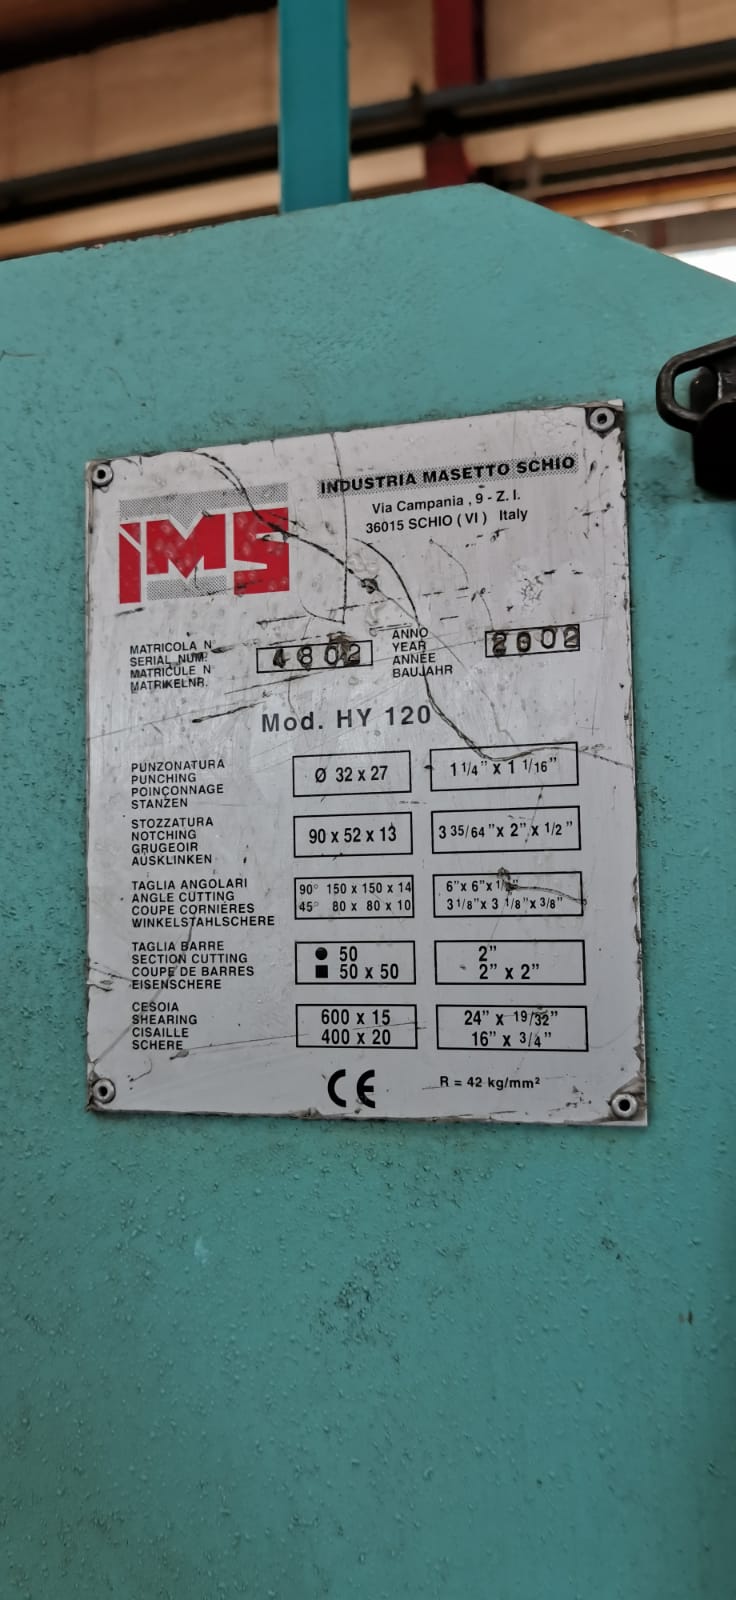 IMS
INDUSTRIA MASETTO SCHIO
Via Campania , 9 - Z. I.
36015 SCHIO ( VI ) Italy
MATRICOLA N.
SERIAL NUM.
MATRICULE N
MATRIKELNR.
4802
ANNO
YEAR
ANNÉE
BAUJAHR
2002
Mod. HY 120
PUNZONATURA
PUNCHING
POINÇONNAGE
STANZEN
Ø 32 x 27
1 1/4" x 1 1/16"
STOZZATURA
NOTCHING
GRUGEOIR
AUSKLINKEN
90 x 52 x 13
3 35/64 "x 2" x 1/2 "
TAGLIA ANGOLARI
ANGLE CUTTING
COUPE CORNIÉRES
WINKELSTAHLSCHERE
90° 150 x 150 x 14
45° 80 x 80 x 10
6"x 6"x
3 1/8"x 3 1/8"x 3/8"
TAGLIA BARRE
SECTION CUTTING
COUPE DE BARRES
EISENSCHERE
● 50
■ 50 x 50
2"
2" x 2"
CESOIA
SHEARING
CISAILLE
SCHERE
600 x 15
400 x 20
24" x 19/32"
16" x 3/4"
CE
R = 42 kg/mm²